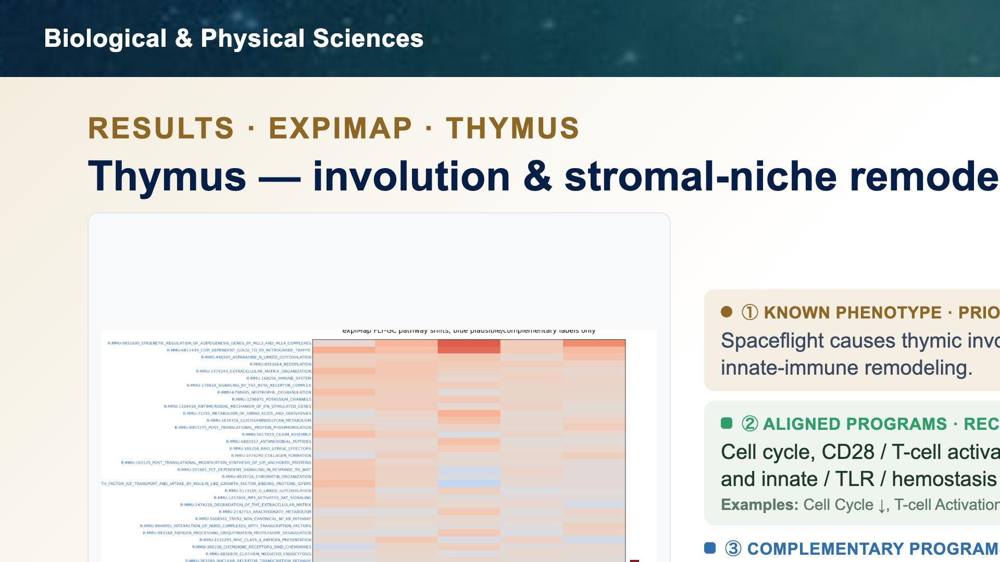 Biological & Physical Sciences
RESULTS · EXPIMAP · THYMUS
Thymus — involution & stromal-niche remode
expiMap FLT-GC pathway shifts, blue plausible/complementary labels only
R-MMU-9851695_EPIGENETIC_REGULATION_OF_ADIPOGENESIS_GENES_BY_MLL3_AND_MLL4_COMPLEXES
R-MMU-6811434_COPI_DEPENDENT_GOLGI_TO_ER_RETROGRADE_TRAFFIC
R-MMU-446203_ASPARAGINE_N_LINKED_GLYCOSYLATION
R-MMU-8951664_NEDDYLATION
R-MMU-1474244_EXTRACELLULAR_MATRIX_ORGANIZATION
R-MMU-168256_IMMUNE_SYSTEM
R-MMU-170834_SIGNALING_BY_TGF_BETA_RECEPTOR_COMPLEX
R-MMU-6798695_NEUTROPHIL_DEGRANULATION
R-MMU-1296071_POTASSIUM_CHANNELS
R-MMU-1169410_ANTIMICROBIAL_MECHANISM_OF_IFN_STIMULATED_GENES
R-MMU-71291_METABOLISM_OF_AMINO_ACIDS_AND_DERIVATIVES
R-MMU-1630316_GLYCOSAMINOGLYCAN_METABOLISM
R-MMU-8957275_POST_TRANSLATIONAL_PROTEIN_PHOSPHORYLATION
R-MMU-5617833_CILIUM_ASSEMBLY
R-MMU-6803157_ANTIMICROBIAL_PEPTIDES
R-MMU-195258_RHO_GTPASE_EFFECTORS
R-MMU-1474290_COLLAGEN_FORMATION
R-MMU-163125_POST_TRANSLATIONAL_MODIFICATION_SYNTHESIS_OF_GPI_ANCHORED_PROTEINS
R-MMU-201681_TCF_DEPENDENT_SIGNALING_IN_RESPONSE_TO_WNT
R-MMU-4839726_CHROMATIN_ORGANIZATION
TH_FACTOR_IGF_TRANSPORT_AND_UPTAKE_BY_INSULIN_LIKE_GROWTH_FACTOR_BINDING_PROTEINS_IGFBPS
R-MMU-5173105_O_LINKED_GLYCOSYLATION
R-MMU-1257604_PIP3_ACTIVATES_AKT_SIGNALING
R-MMU-1474228_DEGRADATION_OF_THE_EXTRACELLULAR_MATRIX
R-MMU-2142753_ARACHIDONATE_METABOLISM
R-MMU-5668541_TNFR2_NON_CANONICAL_NF_KB_PATHWAY
R-MMU-9940951_INTERACTION_OF_NURD_COMPLEXES_WITH_TRANSCRIPTION_FACTORS
R-MMU-983168_ANTIGEN_PROCESSING_UBIQUITINATION_PROTEASOME_DEGRADATION
R-MMU-2132295_MHC_CLASS_II_ANTIGEN_PRESENTATION
R-MMU-380108_CHEMOKINE_RECEPTORS_BIND_CHEMOKINES
R-MMU-8856828_CLATHRIN_MEDIATED_ENDOCYTOSIS
R-MMU-383280_NUCLEAR_RECEPTOR_TRANSCRIPTION_PATHWAY
① KNOWN PHENOTYPE · PRIO
Spaceflight causes thymic invo
innate-immune remodeling.
② ALIGNED PROGRAMS · REC
Cell cycle, CD28 / T-cell activa
and innate / TLR / hemostasis
Examples: Cell Cycle ↓, T-cell Activation
③ COMPLEMENTARY PROGRAMS